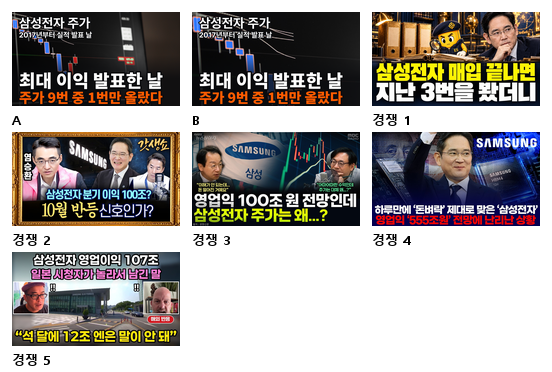 삼성전자 주가
2017년부터 실적 발표 날
최대 이익 발표한 날
주가 9번 중 1번만 올랐다
A
삼성전자 주가
2017년부터 실적 발표 날
최대 이익 발표한 날
주가 9번 중 1번만 올랐다
B
삼성전자 매입 끝나면
지난 3번을 봤더니
경쟁 1
염승환
SAMSUNG
삼성전자 분기 이익 100조?
10월 반등 신호인가?
경쟁 2
SAMSUNG
삼성
영업익 100조 원 전망인데
삼성전자 주가는 왜...?
경쟁 3
SAMSUNG
하루만에 '돈벼락' 제대로 맞은 '삼성전자'
영업익 '555조원' 전망에 난리난 상황
경쟁 4
삼성전자 영업이익 107조
일본 시청자가 놀라서 남긴 말
!!
!!
해외 반응
“석 달에 12조 엔은 말이 안 돼”
경쟁 5